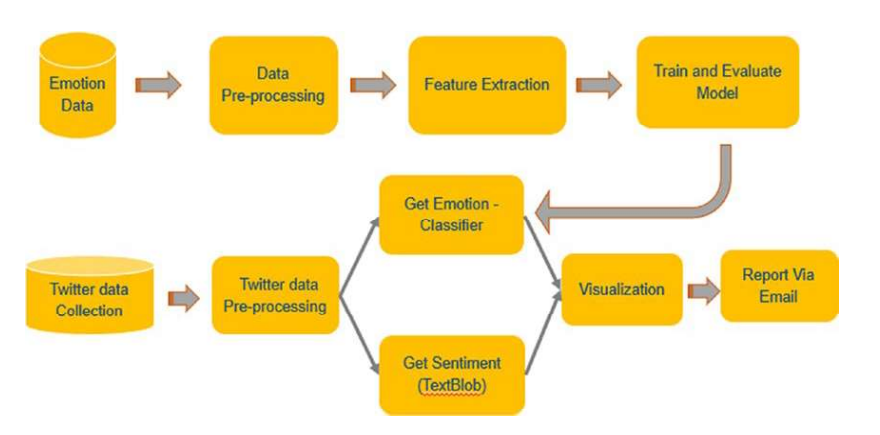 Emotion
Data
Data
Pre-processing
Feature Extraction
Train and Evaluate
Model
Get Emotion -
Classifier
Twitter data
Collection
Twitter data
Pre-processing
Visualization
Report Via
Email
Get Sentiment
(TextBlob)